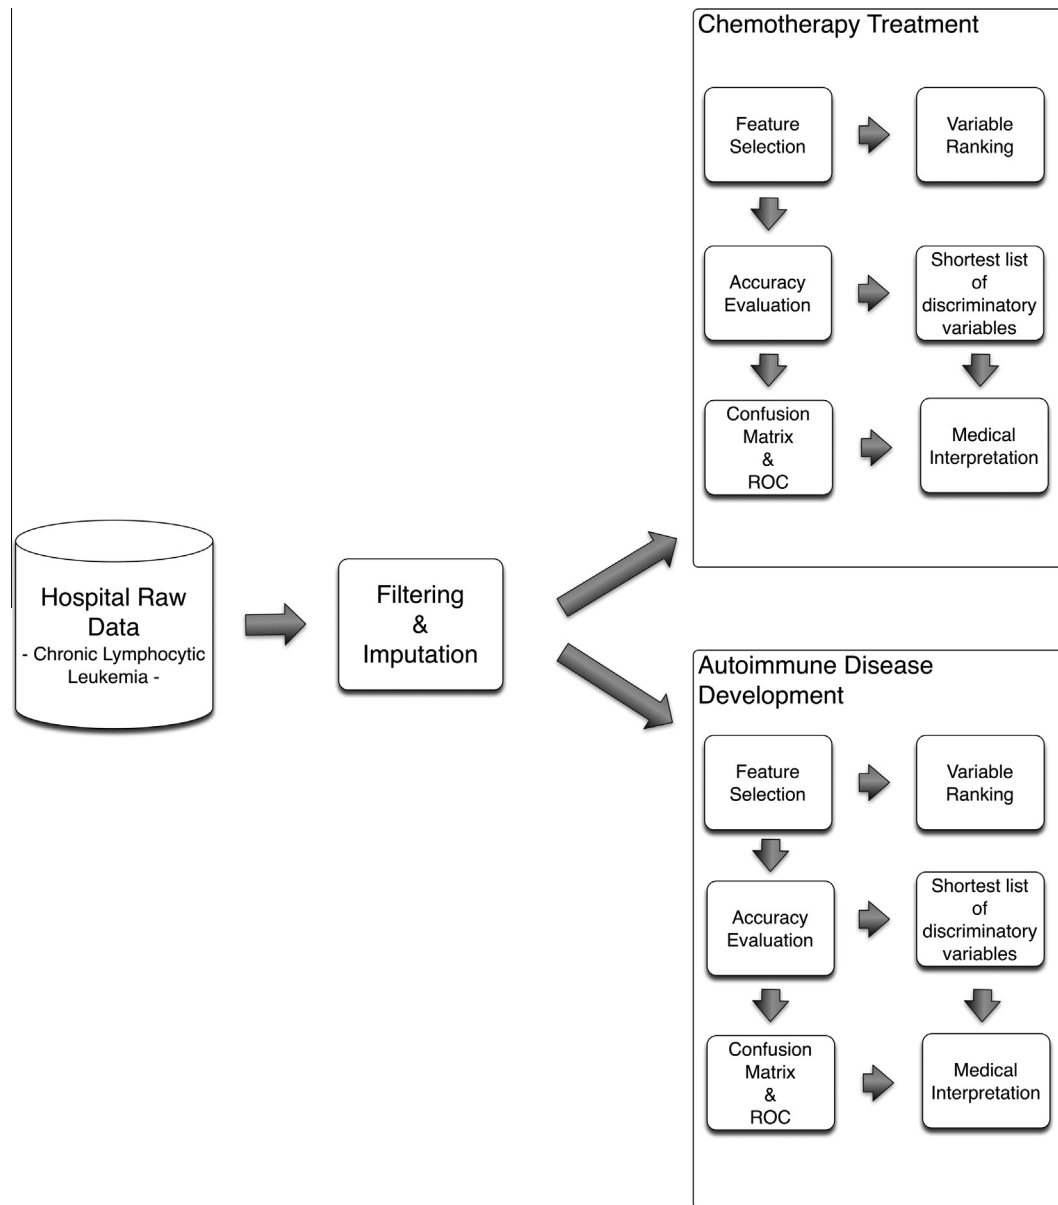 Chemotherapy Treatment
Feature
Selection
Variable
Ranking
Accuracy
Evaluation
Shortest list
of
discriminatory
variables
Confusion
Matrix
&
ROC
Medical
Interpretation
Hospital Raw
Data
- Chronic Lymphocytic
Leukemia -
Filtering
&
Imputation
Autoimmune Disease
Development
Feature
Selection
Variable
Ranking
Accuracy
Evaluation
Shortest list
of
discriminatory
variables
Confusion
Matrix
&
ROC
Medical
Interpretation